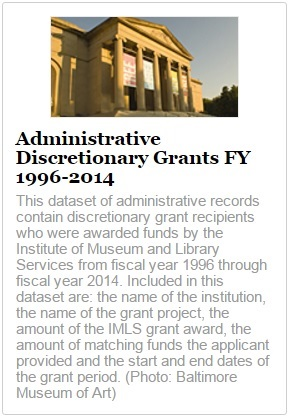 Administrative
Discretionary Grants FY
1996-2014
This dataset of administrative records
contain discretionary grant recipients
who were awarded funds by the
Institute of Museum and Library
Services from fiscal year 1996 through
fiscal year 2014. Included in this
dataset are: the name of the institution,
the name of the grant project, the
amount of the IMLS grant award, the
amount of matching funds the applicant
provided and the start and end dates of
the grant period. (Photo: Baltimore
Museum of Art)